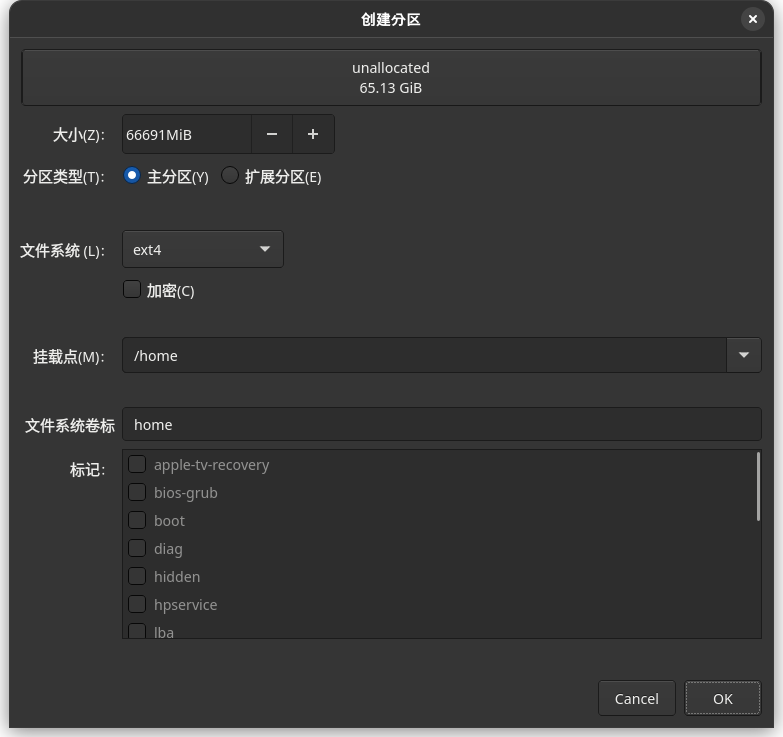 创建分区
unallocated
65.13 GiB
大小(Z):
66691MiB
分区类型(T):
主分区(Y)
扩展分区(E)
文件系统 (L):
ext4
加密(C)
挂载点(M):
/home
文件系统卷标
home
标记:
apple-tv-recovery
bios-grub
boot
diag
hidden
hpservice
lba
Cancel
OK